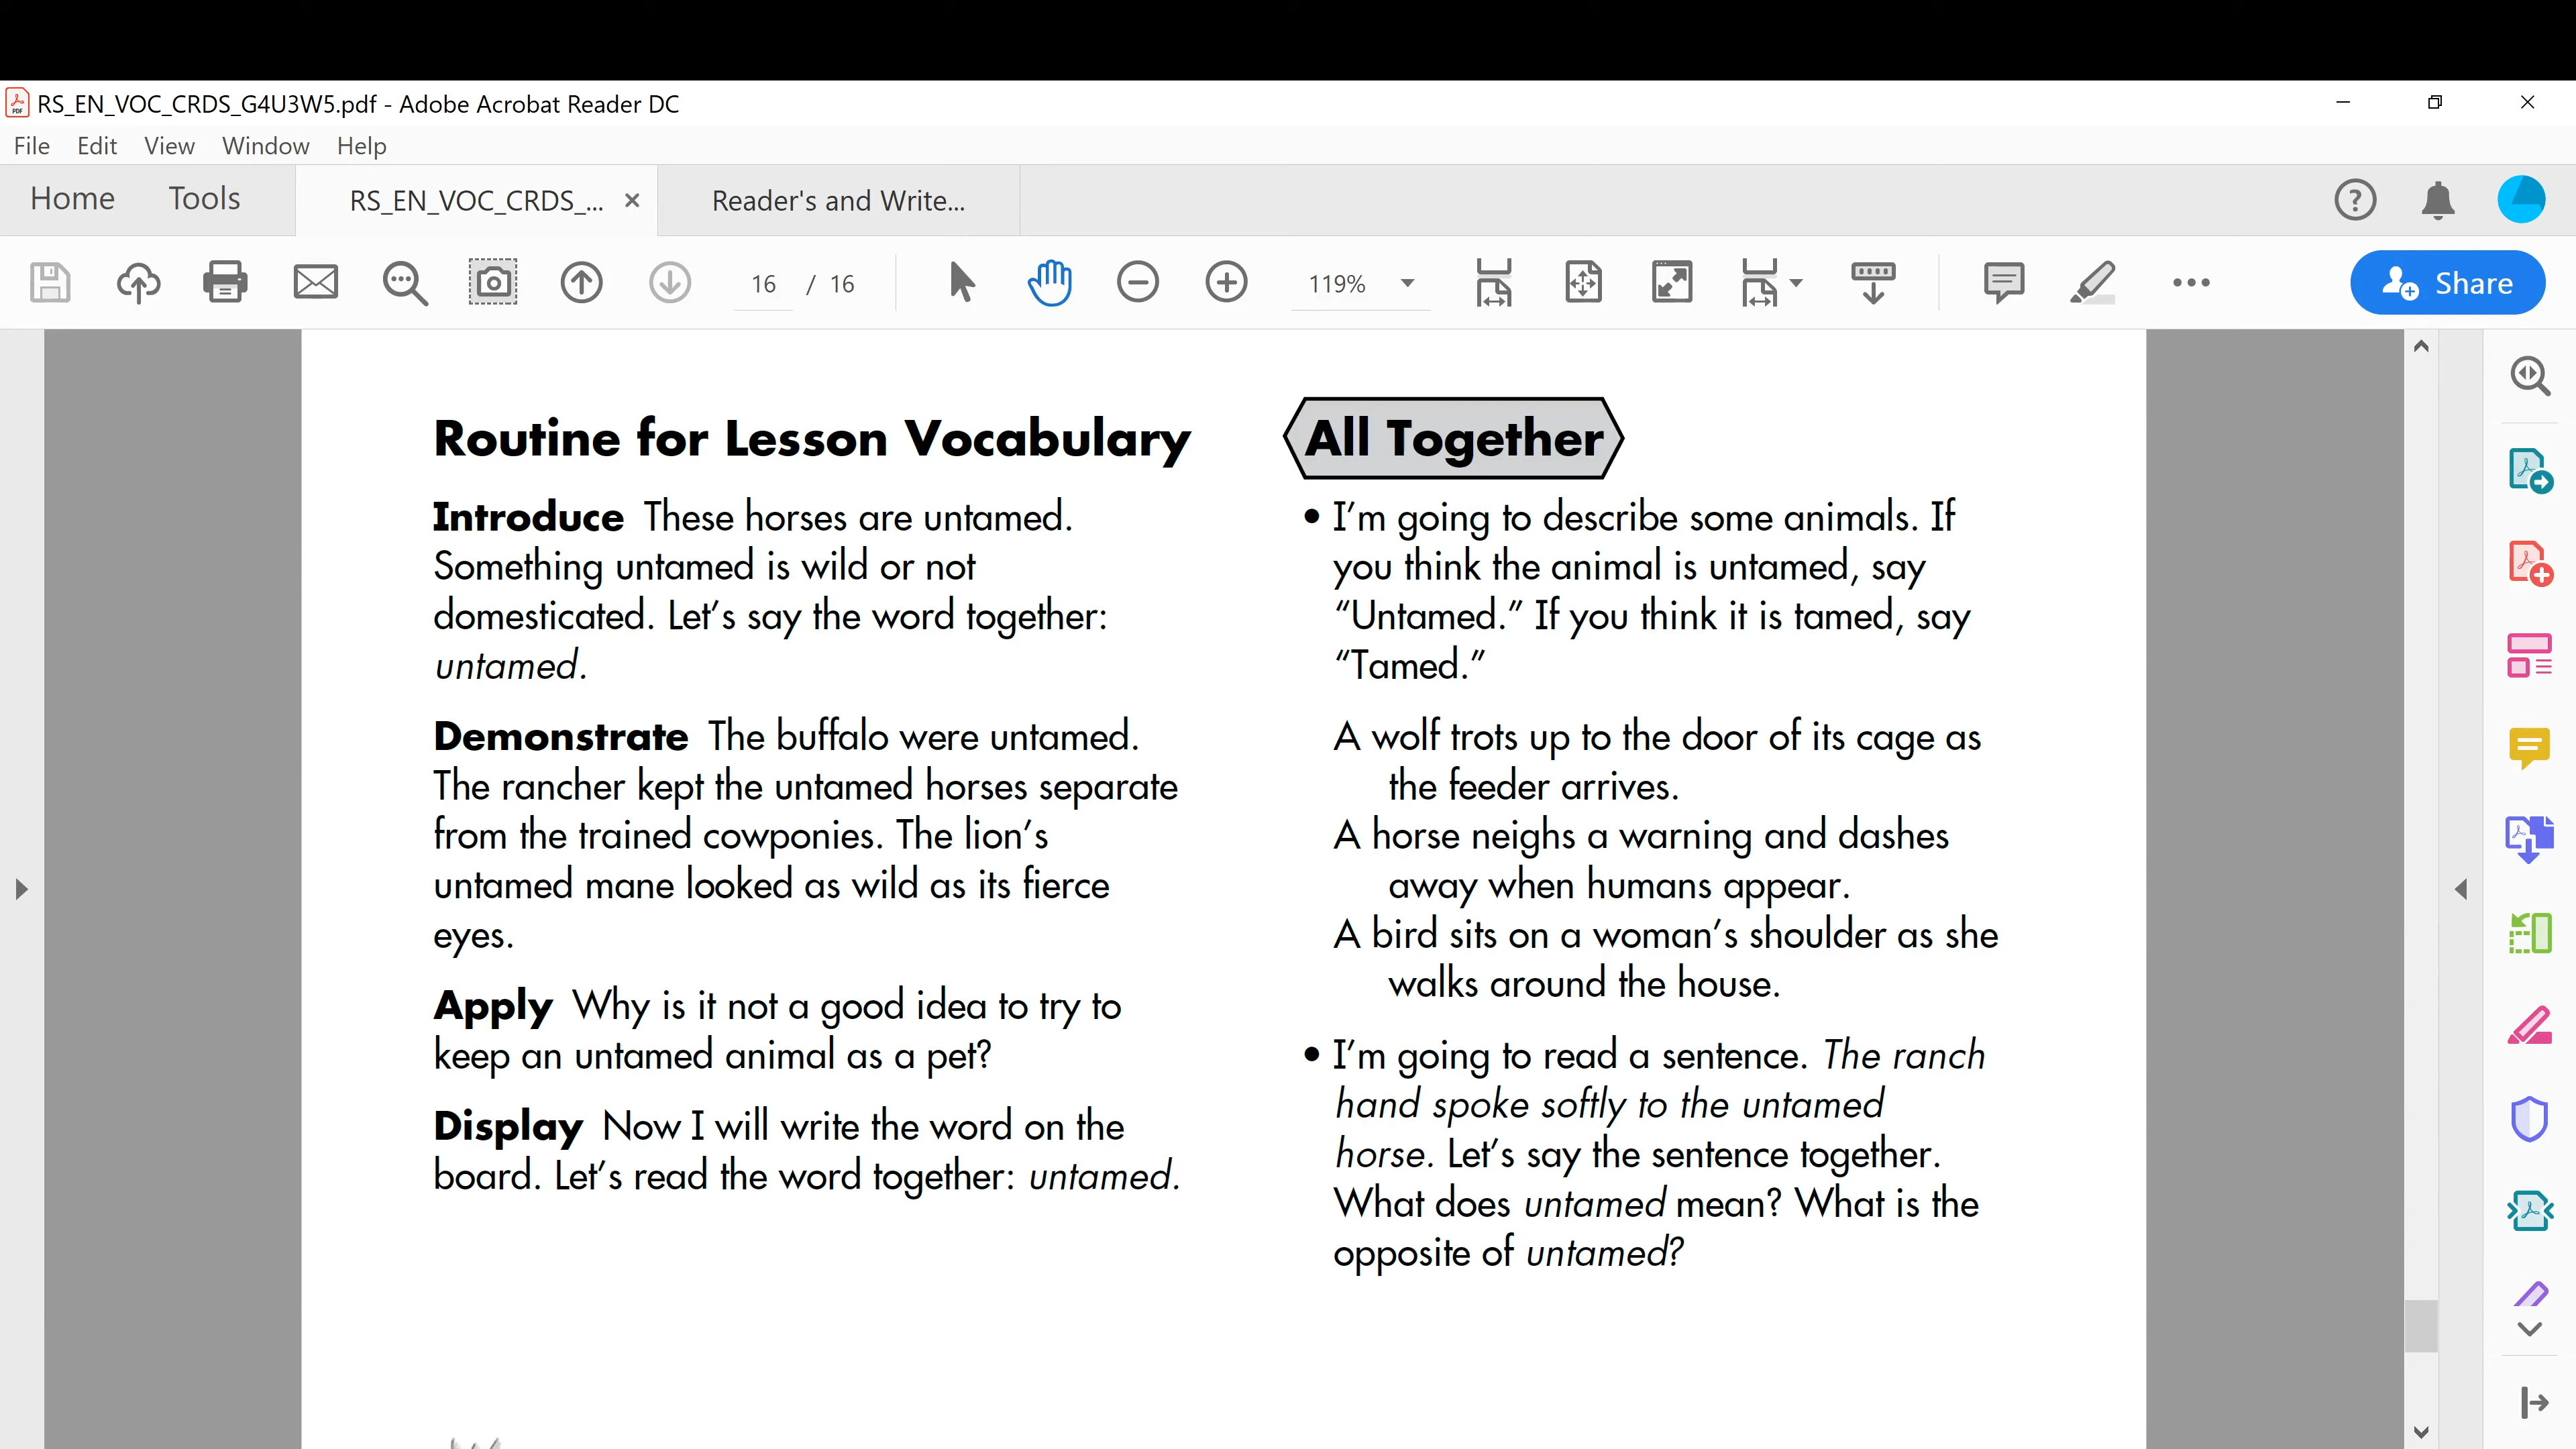 RS_EN_VOC_CRDS_G4U3W5.pdf - Adobe Acrobat Reader DC
File Edit View Window Help
Home Tools RS_EN_VOC_CRDS_... Reader's and Write...
16 / 16 119% Share
Routine for Lesson Vocabulary
Introduce These horses are untamed.
Something untamed is wild or not
domesticated. Let's say the word together:
untamed.
Demonstrate The buffalo were untamed.
The rancher kept the untamed horses separate
from the trained cowponies. The lion's
untamed mane looked as wild as its fierce
eyes.
Apply Why is it not a good idea to try to
keep an untamed animal as a pet?
Display Now I will write the word on the
board. Let's read the word together: untamed.
All Together
• I'm going to describe some animals. If
you think the animal is untamed, say
"Untamed." If you think it is tamed, say
"Tamed."
A wolf trots up to the door of its cage as
the feeder arrives.
A horse neighs a warning and dashes
away when humans appear.
A bird sits on a woman's shoulder as she
walks around the house.
• I'm going to read a sentence. The ranch
hand spoke softly to the untamed
horse. Let's say the sentence together.
What does untamed mean? What is the
opposite of untamed?